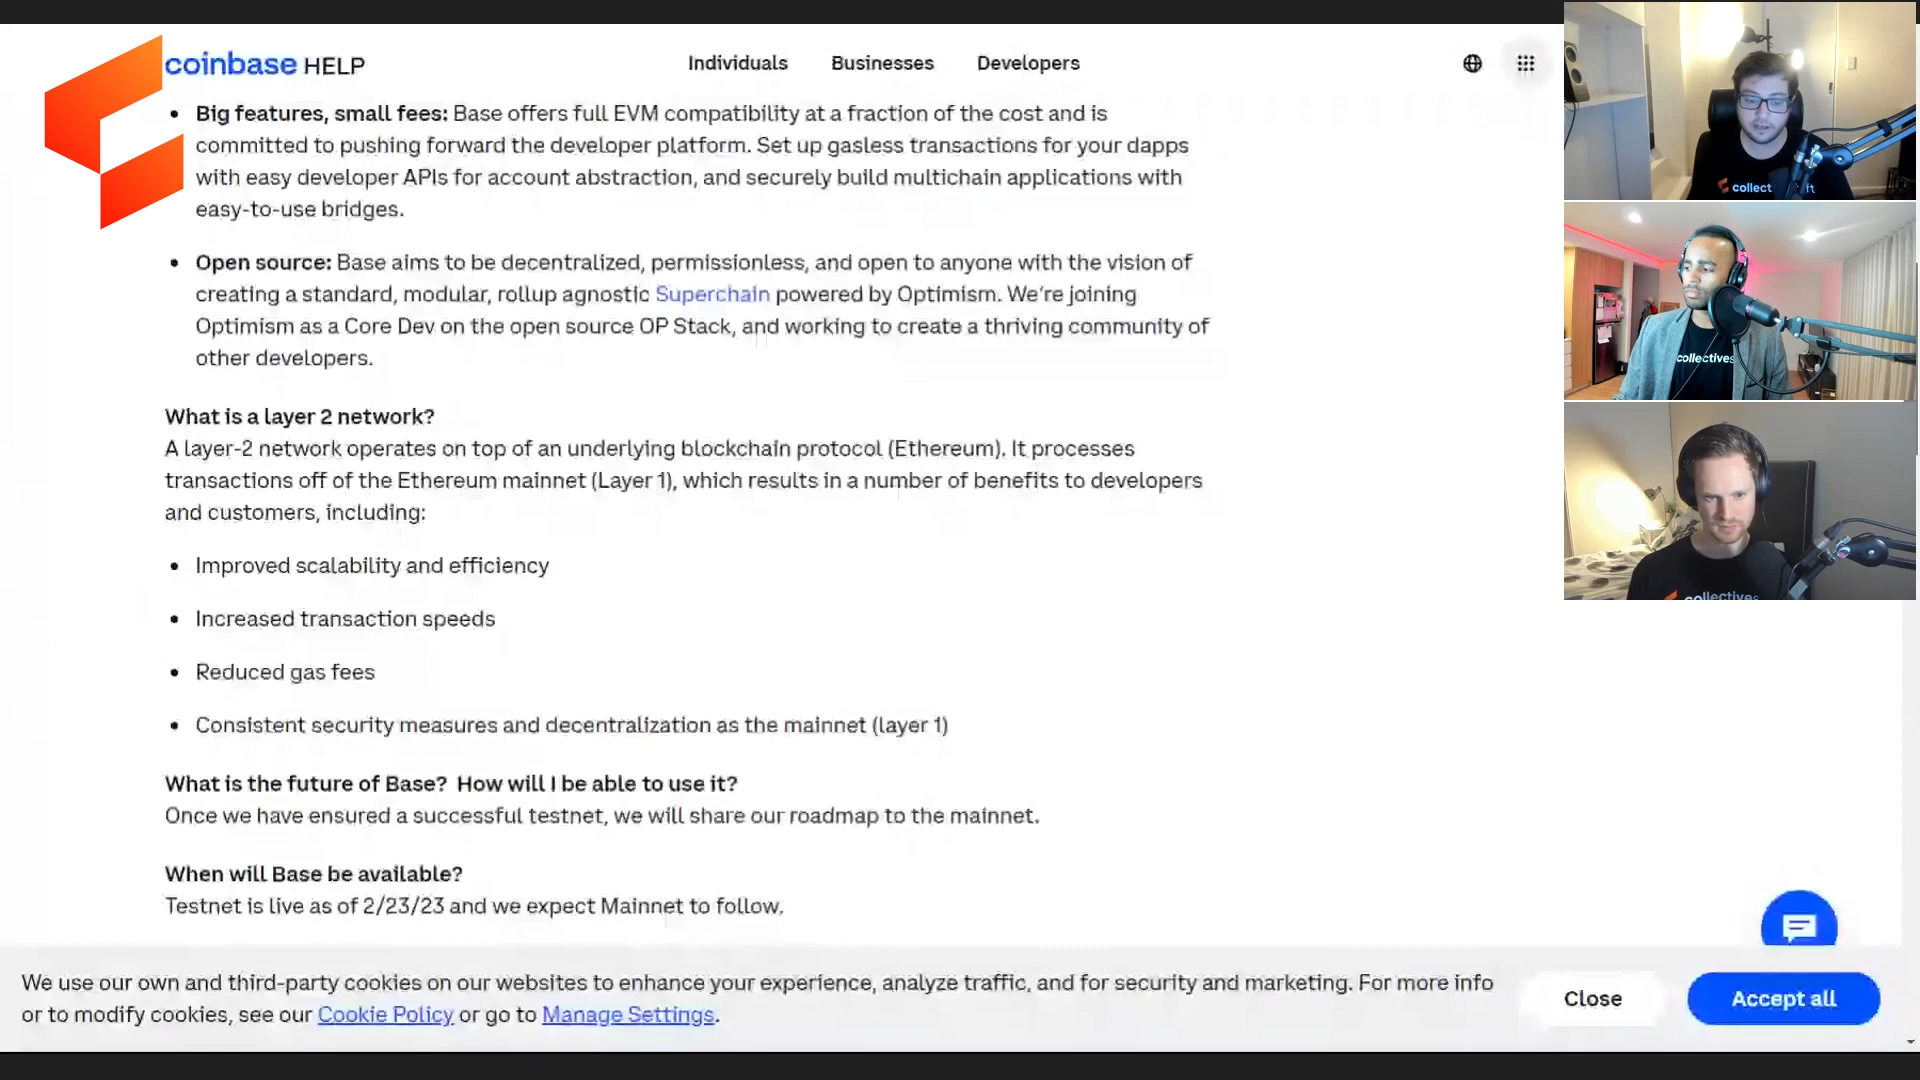 coinbase HELP
Individuals
Businesses
Developers
• Big features, small fees: Base offers full EVM compatibility at a fraction of the cost and is
committed to pushing forward the developer platform. Set up gasless transactions for your dapps
with easy developer APIs for account abstraction, and securely build multichain applications with
easy-to-use bridges.
• Open source: Base aims to be decentralized, permissionless, and open to anyone with the vision of
creating a standard, modular, rollup agnostic Superchain powered by Optimism. We’re joining
Optimism as a Core Dev on the open source OP Stack, and working to create a thriving community of
other developers.
What is a layer 2 network?
A layer-2 network operates on top of an underlying blockchain protocol (Ethereum). It processes
transactions off of the Ethereum mainnet (Layer 1), which results in a number of benefits to developers
and customers, including:
• Improved scalability and efficiency
• Increased transaction speeds
• Reduced gas fees
• Consistent security measures and decentralization as the mainnet (layer 1)
What is the future of Base? How will I be able to use it?
Once we have ensured a successful testnet, we will share our roadmap to the mainnet.
When will Base be available?
Testnet is live as of 2/23/23 and we expect Mainnet to follow.
We use our own and third-party cookies on our websites to enhance your experience, analyze traffic, and for security and marketing. For more info
or to modify cookies, see our Cookie Policy or go to Manage Settings.
Close
Accept all
collect
ft
collectives
collectives